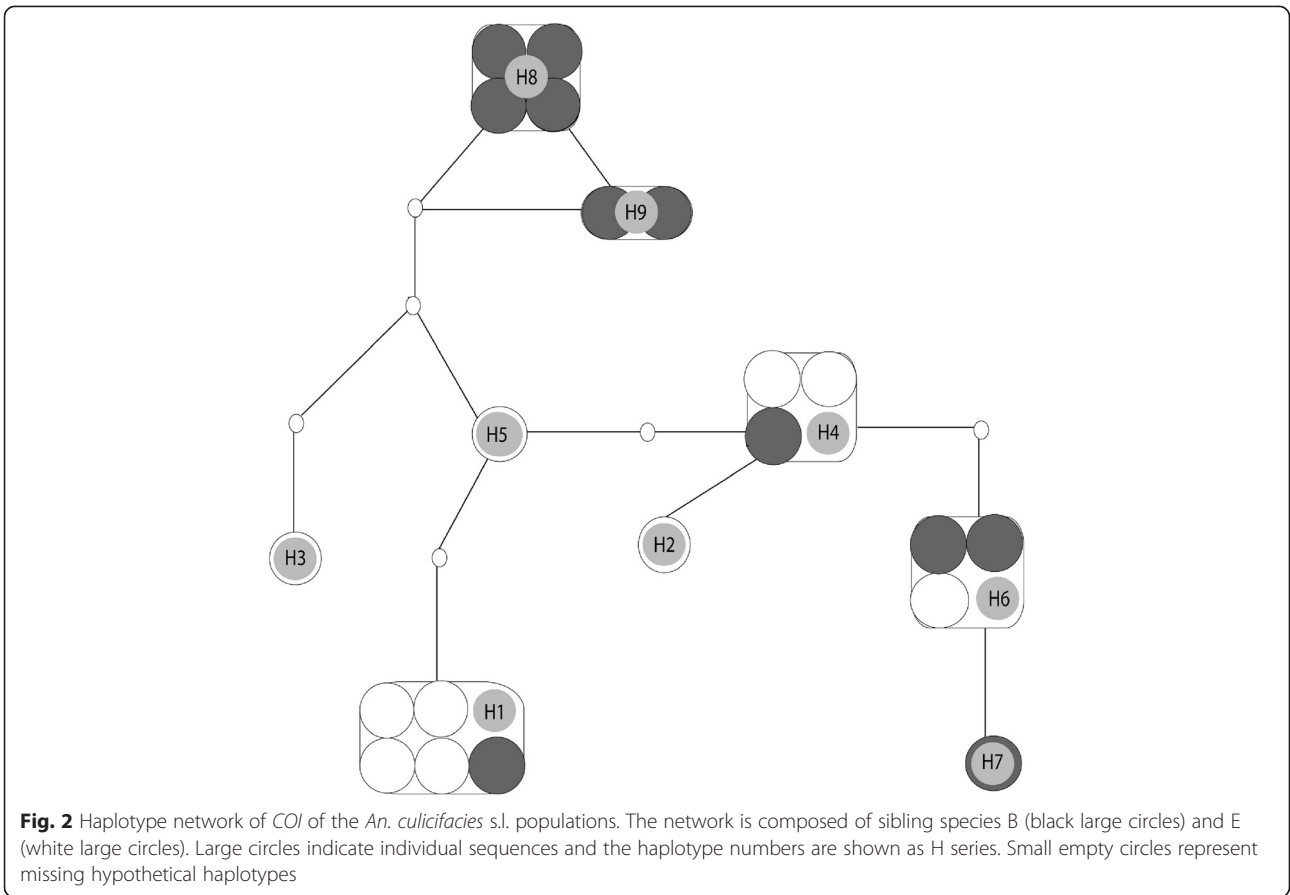 H8
H9
H5
H4
H3
H2
H6
H1
H7
Fig. 2 Haplotype network of COI of the An. culicifacies s.l. populations. The network is composed of sibling species B (black large circles) and E
(white large circles). Large circles indicate individual sequences and the haplotype numbers are shown as H series. Small empty circles represent
missing hypothetical haplotypes